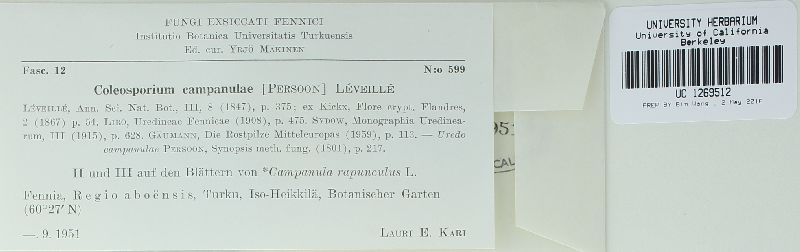 FUNGI EXSICCATI FENNICI
Instituto Botanica Universitatis Turkuensis
Ed. cur. YRJÖ MÄKINEN
Fasc. 12 N:o 599
Coleosporium campanulae [PERSOON] LÉVEILLÉ
LÉVEILLÉ, Ann. Sci. Nat. Bot., III, 8 (1847), p. 375; ex Kickx. Flore crypt. Flandres,
2 (1867) p. 54. LIRO, Uredineae Fennicae (1908), p. 475. SYDOW, Monographia Uredinea-
rum, III (1915), p. 628. GÄUMANN, Die Rostpilze Mitteleuropas (1959), p. 113. — Uredo
campanulae PERSOON, Synopsis meth. fung. (1801), p. 217.
II und III auf den Blättern von *Campanula rapunculus L.
Fennia, Regio aboënsis, Turku, Iso-Heikkilä, Botanischer Garten
(60°27' N)
—. 9. 1951 LAURI E. KARI
951
CAL
UNIVERSITY HERBARIUM
University of California
Berkeley
UC 1269512